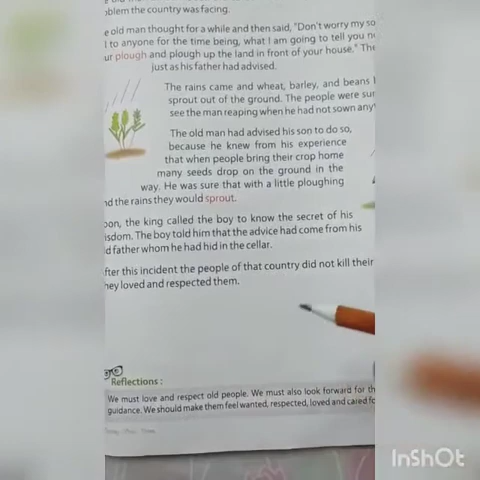 oblem the country was facing.
e old man thought for a while and then said, "Don't worry my so
l to anyone for the time being, what I am going to tell you n
ur plough and plough up the land in front of your house." The
just as his father had advised.
The rains came and wheat, barley, and beans
sprout out of the ground. The people were sur
see the man reaping when he had not sown any
The old man had advised his son to do so,
because he knew from his experience
that when people bring their crop home
many seeds drop on the ground in the
way. He was sure that with a little ploughing
nd the rains they would sprout.
oon, the king called the boy to know the secret of his
isdom. The boy told him that the advice had come from his
d father whom he had hid in the cellar.
fter this incident the people of that country did not kill their
hey loved and respected them.
Reflections :
We must love and respect old people. We must also look forward for th
guidance. We should make them feel wanted, respected, loved and cared fo
InShOt